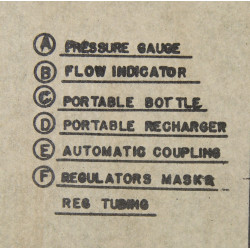 A PRESSURE GAUGE
B FLOW INDICATOR
C PORTABLE BOTTLE
D PORTABLE RECHARGER
E AUTOMATIC COUPLING
F REGULATORS MASK &
REG TUBING